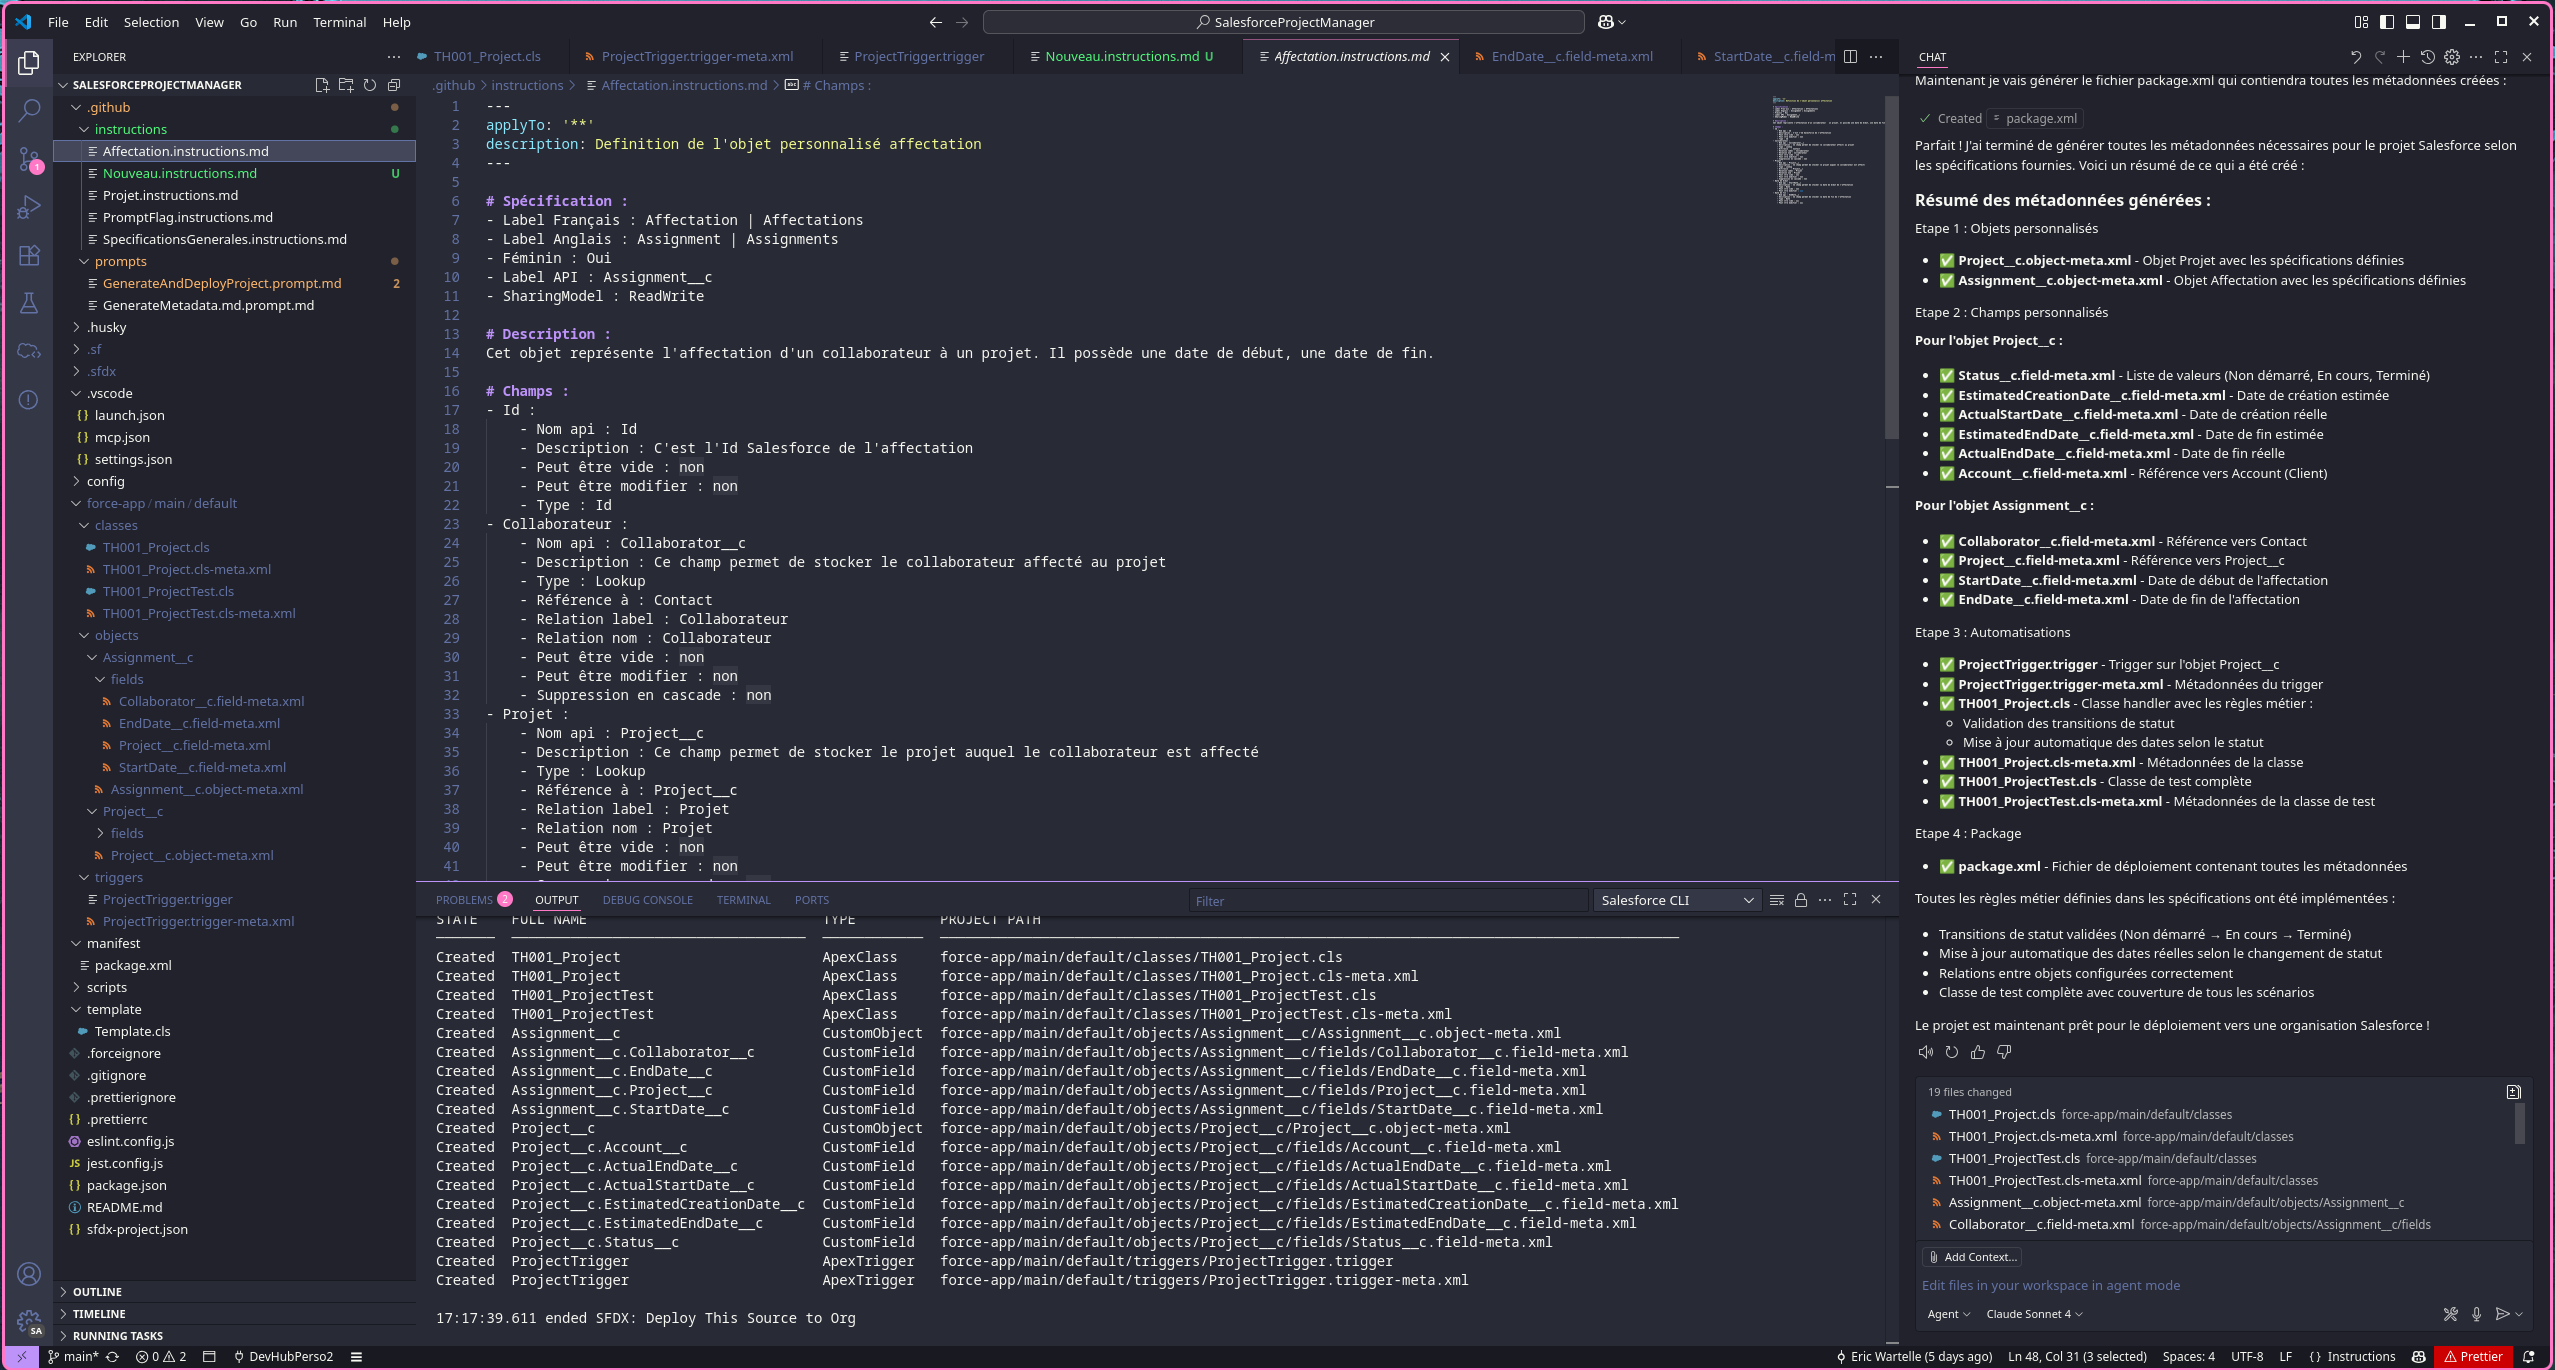 File Edit Selection View Go Run Terminal Help
SalesforceProjectManager
EXPLORER
SALESFORCEPROJECTMANAGER
.github
instructions
Affectation.instructions.md
Nouveau.instructions.md U
Projet.instructions.md
PromptFlag.instructions.md
SpecificationsGenerales.instructions.md
prompts
GenerateAndDeployProject.prompt.md 2
GenerateMetadata.md.prompt.md
.husky
.sf
.sfdx
.vscode
launch.json
mcp.json
settings.json
config
force-app / main / default
classes
TH001_Project.cls
TH001_Project.cls-meta.xml
TH001_ProjectTest.cls
TH001_ProjectTest.cls-meta.xml
objects
Assignment__c
fields
Collaborator__c.field-meta.xml
EndDate__c.field-meta.xml
Project__c.field-meta.xml
StartDate__c.field-meta.xml
Assignment__c.object-meta.xml
Project__c
fields
Project__c.object-meta.xml
triggers
ProjectTrigger.trigger
ProjectTrigger.trigger-meta.xml
manifest
package.xml
scripts
template
Template.cls
.forceignore
.gitignore
.prettierignore
.prettierrc
eslint.config.js
jest.config.js
package.json
README.md
sfdx-project.json
OUTLINE
TIMELINE
RUNNING TASKS
1
SA
TH001_Project.cls ProjectTrigger.trigger-meta.xml ProjectTrigger.trigger Nouveau.instructions.md U Affectation.instructions.md EndDate__c.field-meta.xml StartDate__c.field-m
.github > instructions > Affectation.instructions.md > # Champs :
1 ---
2 applyTo: '**'
3 description: Definition de l'objet personnalisé affectation
4 ---
5
6 # Spécification :
7 - Label Français : Affectation | Affectations
8 - Label Anglais : Assignment | Assignments
9 - Féminin : Oui
10 - Label API : Assignment__c
11 - SharingModel : ReadWrite
12
13 # Description :
14 Cet objet représente l'affectation d'un collaborateur à un projet. Il possède une date de début, une date de fin.
15
16 # Champs :
17 - Id :
18 - Nom api : Id
19 - Description : C'est l'Id Salesforce de l'affectation
20 - Peut être vide : non
21 - Peut être modifier : non
22 - Type : Id
23 - Collaborateur :
24 - Nom api : Collaborator__c
25 - Description : Ce champ permet de stocker le collaborateur affecté au projet
26 - Type : Lookup
27 - Référence à : Contact
28 - Relation label : Collaborateur
29 - Relation nom : Collaborateur
30 - Peut être vide : non
31 - Peut être modifier : non
32 - Suppression en cascade : non
33 - Projet :
34 - Nom api : Project__c
35 - Description : Ce champ permet de stocker le projet auquel le collaborateur est affecté
36 - Type : Lookup
37 - Référence à : Project__c
38 - Relation label : Projet
39 - Relation nom : Projet
40 - Peut être vide : non
41 - Peut être modifier : non
PROBLEMS 2 OUTPUT DEBUG CONSOLE TERMINAL PORTS Filter Salesforce CLI
STATE FULL NAME TYPE PROJECT PATH
Created TH001_Project ApexClass force-app/main/default/classes/TH001_Project.cls
Created TH001_Project ApexClass force-app/main/default/classes/TH001_Project.cls-meta.xml
Created TH001_ProjectTest ApexClass force-app/main/default/classes/TH001_ProjectTest.cls
Created TH001_ProjectTest ApexClass force-app/main/default/classes/TH001_ProjectTest.cls-meta.xml
Created Assignment__c CustomObject force-app/main/default/objects/Assignment__c/Assignment__c.object-meta.xml
Created Assignment__c.Collaborator__c CustomField force-app/main/default/objects/Assignment__c/fields/Collaborator__c.field-meta.xml
Created Assignment__c.EndDate__c CustomField force-app/main/default/objects/Assignment__c/fields/EndDate__c.field-meta.xml
Created Assignment__c.Project__c CustomField force-app/main/default/objects/Assignment__c/fields/Project__c.field-meta.xml
Created Assignment__c.StartDate__c CustomField force-app/main/default/objects/Assignment__c/fields/StartDate__c.field-meta.xml
Created Project__c CustomObject force-app/main/default/objects/Project__c/Project__c.object-meta.xml
Created Project__c.Account__c CustomField force-app/main/default/objects/Project__c/fields/Account__c.field-meta.xml
Created Project__c.ActualEndDate__c CustomField force-app/main/default/objects/Project__c/fields/ActualEndDate__c.field-meta.xml
Created Project__c.ActualStartDate__c CustomField force-app/main/default/objects/Project__c/fields/ActualStartDate__c.field-meta.xml
Created Project__c.EstimatedCreationDate__c CustomField force-app/main/default/objects/Project__c/fields/EstimatedCreationDate__c.field-meta.xml
Created Project__c.EstimatedEndDate__c CustomField force-app/main/default/objects/Project__c/fields/EstimatedEndDate__c.field-meta.xml
Created Project__c.Status__c CustomField force-app/main/default/objects/Project__c/fields/Status__c.field-meta.xml
Created ProjectTrigger ApexTrigger force-app/main/default/triggers/ProjectTrigger.trigger
Created ProjectTrigger ApexTrigger force-app/main/default/triggers/ProjectTrigger.trigger-meta.xml
17:17:39.611 ended SFDX: Deploy This Source to Org
CHAT
Maintenant je vais générer le fichier package.xml qui contiendra toutes les métadonnées créées :
Created package.xml
Parfait ! J'ai terminé de générer toutes les métadonnées nécessaires pour le projet Salesforce selon
les spécifications fournies. Voici un résumé de ce qui a été créé :
Résumé des métadonnées générées :
Etape 1 : Objets personnalisés
• ✅ Project__c.object-meta.xml - Objet Projet avec les spécifications définies
• ✅ Assignment__c.object-meta.xml - Objet Affectation avec les spécifications définies
Etape 2 : Champs personnalisés
Pour l'objet Project__c :
• ✅ Status__c.field-meta.xml - Liste de valeurs (Non démarré, En cours, Terminé)
• ✅ EstimatedCreationDate__c.field-meta.xml - Date de création estimée
• ✅ ActualStartDate__c.field-meta.xml - Date de création réelle
• ✅ EstimatedEndDate__c.field-meta.xml - Date de fin estimée
• ✅ ActualEndDate__c.field-meta.xml - Date de fin réelle
• ✅ Account__c.field-meta.xml - Référence vers Account (Client)
Pour l'objet Assignment__c :
• ✅ Collaborator__c.field-meta.xml - Référence vers Contact
• ✅ Project__c.field-meta.xml - Référence vers Project__c
• ✅ StartDate__c.field-meta.xml - Date de début de l'affectation
• ✅ EndDate__c.field-meta.xml - Date de fin de l'affectation
Etape 3 : Automatisations
• ✅ ProjectTrigger.trigger - Trigger sur l'objet Project__c
• ✅ ProjectTrigger.trigger-meta.xml - Métadonnées du trigger
• ✅ TH001_Project.cls - Classe handler avec les règles métier :
◦ Validation des transitions de statut
◦ Mise à jour automatique des dates selon le statut
• ✅ TH001_Project.cls-meta.xml - Métadonnées de la classe
• ✅ TH001_ProjectTest.cls - Classe de test complète
• ✅ TH001_ProjectTest.cls-meta.xml - Métadonnées de la classe de test
Etape 4 : Package
• ✅ package.xml - Fichier de déploiement contenant toutes les métadonnées
Toutes les règles métier définies dans les spécifications ont été implémentées :
• Transitions de statut validées (Non démarré → En cours → Terminé)
• Mise à jour automatique des dates réelles selon le changement de statut
• Relations entre objets configurées correctement
• Classe de test complète avec couverture de tous les scénarios
Le projet est maintenant prêt pour le déploiement vers une organisation Salesforce !
19 files changed
TH001_Project.cls force-app/main/default/classes
TH001_Project.cls-meta.xml force-app/main/default/classes
TH001_ProjectTest.cls force-app/main/default/classes
TH001_ProjectTest.cls-meta.xml force-app/main/default/classes
Assignment__c.object-meta.xml force-app/main/default/objects/Assignment__c
Collaborator__c.field-meta.xml force-app/main/default/objects/Assignment__c/fields
Add Context...
Edit files in your workspace in agent mode
Agent Claude Sonnet 4
main* 0 2 DevHubPerso2
Eric Wartelle (5 days ago) Ln 48, Col 31 (3 selected) Spaces: 4 UTF-8 LF {} Instructions Prettier